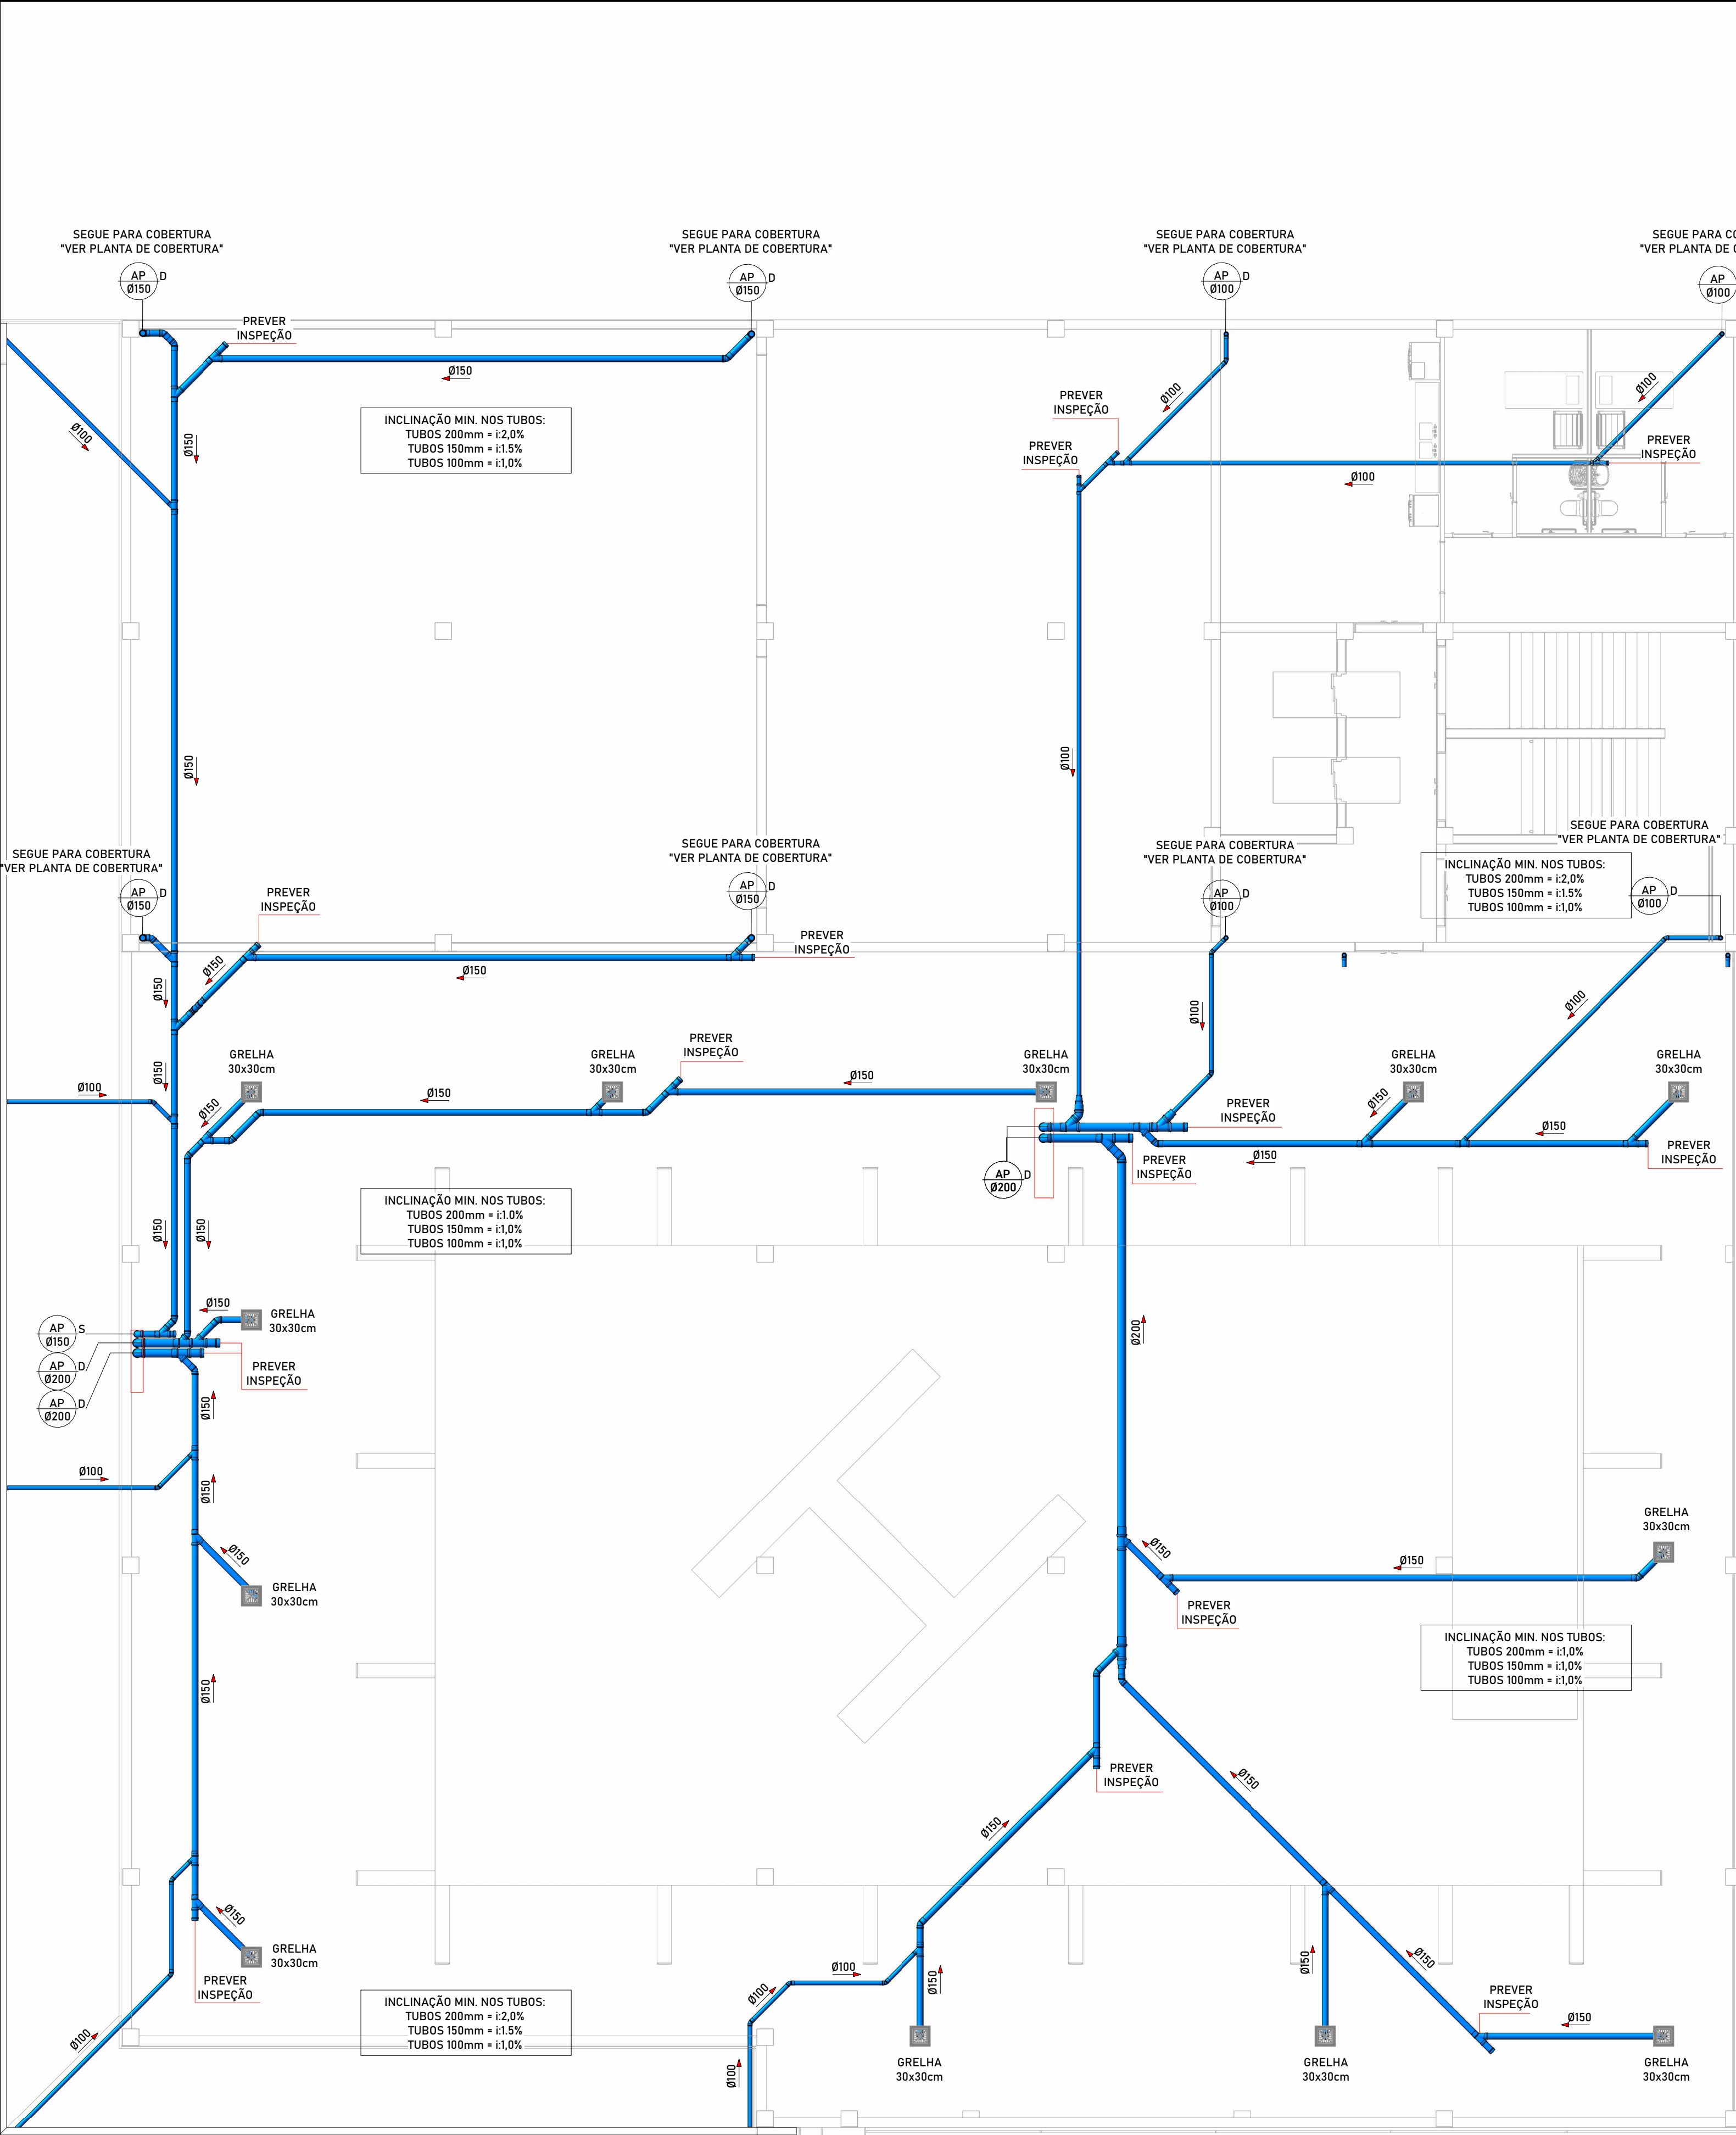 SEGUE PARA COBERTURA
"VER PLANTA DE COBERTURA"
AP D
Ø150
SEGUE PARA COBERTURA
"VER PLANTA DE COBERTURA"
AP D
Ø150
SEGUE PARA COBERTURA
"VER PLANTA DE COBERTURA"
AP D
Ø100
SEGUE PARA CO
"VER PLANTA DE
AP
Ø100
PREVER
INSPEÇÃO
Ø150
Ø100
Ø150
INCLINAÇÃO MIN. NOS TUBOS:
TUBOS 200mm = i:2,0%
TUBOS 150mm = i:1.5%
TUBOS 100mm = i:1,0%
Ø100
Ø100
PREVER
INSPEÇÃO
PREVER
INSPEÇÃO
PREVER
INSPEÇÃO
Ø100
Ø150
Ø100
SEGUE PARA COBERTURA
"VER PLANTA DE COBERTURA"
AP D
Ø150
SEGUE PARA COBERTURA
"VER PLANTA DE COBERTURA"
AP D
Ø150
SEGUE PARA COBERTURA
"VER PLANTA DE COBERTURA"
AP D
Ø100
SEGUE PARA COBERTURA
"VER PLANTA DE COBERTURA"
INCLINAÇÃO MIN. NOS TUBOS:
TUBOS 200mm = i:2,0%
TUBOS 150mm = i:1.5%
TUBOS 100mm = i:1,0%
AP D
Ø100
PREVER
INSPEÇÃO
PREVER
INSPEÇÃO
Ø150
Ø150
Ø150
Ø100
Ø100
Ø150
GRELHA
30x30cm
GRELHA
30x30cm
PREVER
INSPEÇÃO
GRELHA
30x30cm
GRELHA
30x30cm
GRELHA
30x30cm
Ø100
Ø150
Ø150
Ø150
Ø150
Ø150
Ø150
PREVER
INSPEÇÃO
PREVER
INSPEÇÃO
PREVER
INSPEÇÃO
AP D
Ø200
INCLINAÇÃO MIN. NOS TUBOS:
TUBOS 200mm = i:1.0%
TUBOS 150mm = i:1,0%
TUBOS 100mm = i:1,0%
Ø150
Ø150
Ø150
GRELHA
30x30cm
AP S
Ø150
AP D
Ø200
AP D
Ø200
PREVER
INSPEÇÃO
Ø200
Ø150
Ø100
Ø150
Ø150
GRELHA
30x30cm
GRELHA
30x30cm
Ø150
Ø150
PREVER
INSPEÇÃO
INCLINAÇÃO MIN. NOS TUBOS:
TUBOS 200mm = i:1,0%
TUBOS 150mm = i:1,0%
TUBOS 100mm = i:1,0%
Ø150
PREVER
INSPEÇÃO
Ø150
Ø150
Ø150
GRELHA
30x30cm
PREVER
INSPEÇÃO
Ø100
INCLINAÇÃO MIN. NOS TUBOS:
TUBOS 200mm = i:2,0%
TUBOS 150mm = i:1.5%
TUBOS 100mm = i:1,0%
Ø100
Ø100
Ø100
Ø150
Ø150
Ø150
PREVER
INSPEÇÃO
Ø150
GRELHA
30x30cm
GRELHA
30x30cm
GRELHA
30x30cm